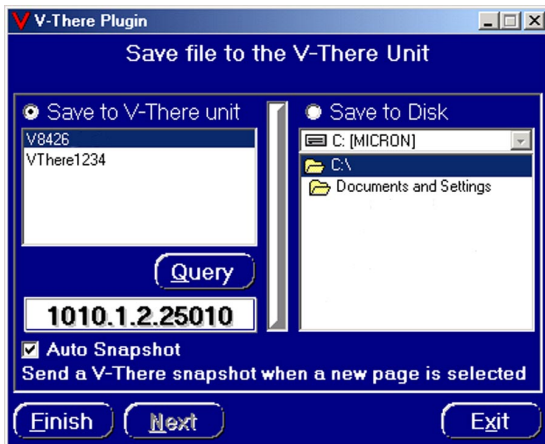 V-There Plugin
Save file to the V-There Unit
Save to V-There unit
V8426
VThere1234
Query
1010.1.2.25010
Auto Snapshot
Send a V-There snapshot when a new page is selected
Save to Disk
C: [MICRON]
C:\
Documents and Settings
Finish
Next
Exit